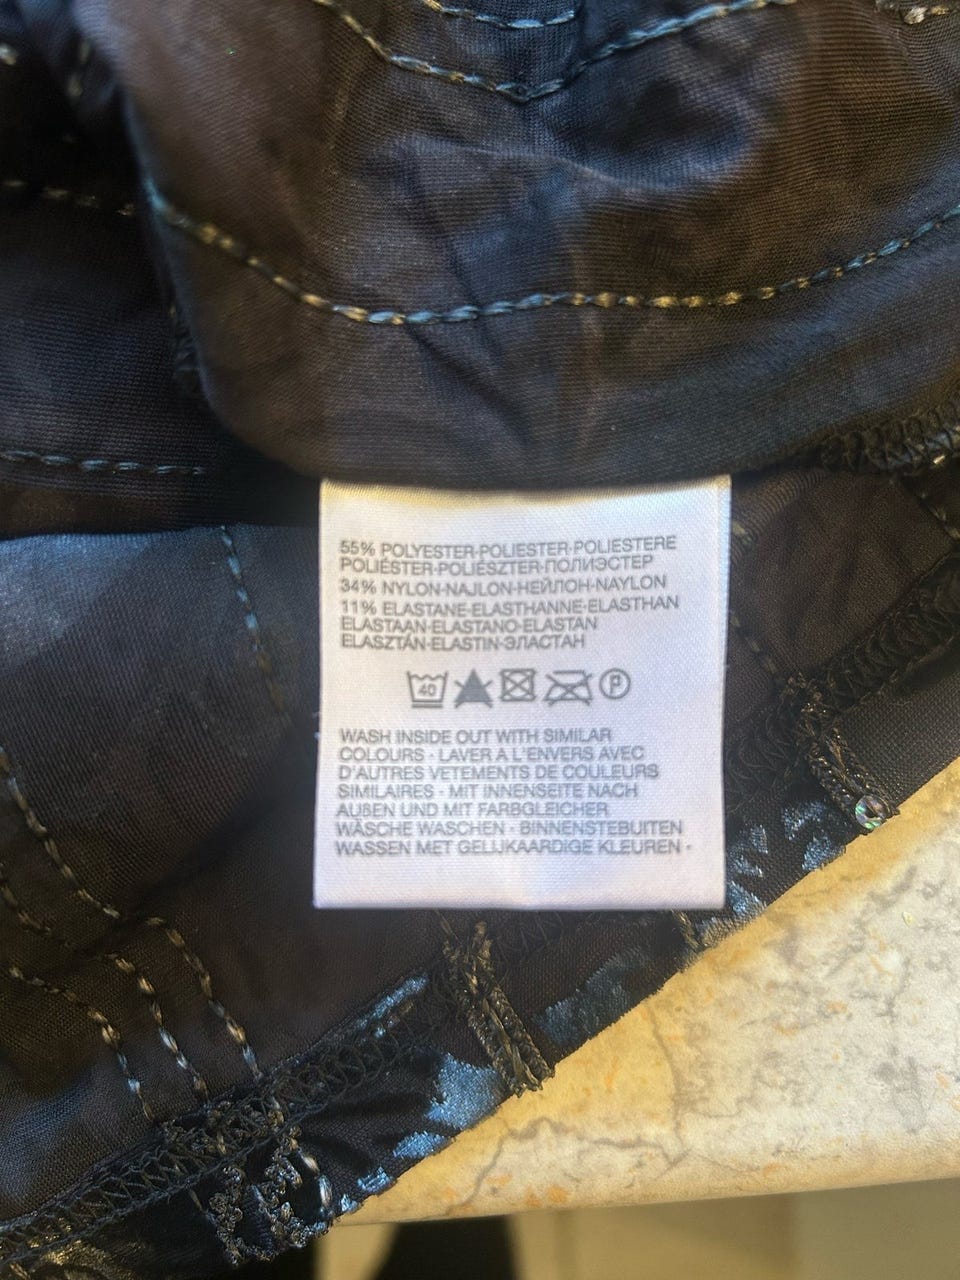 55% POLYESTER-POLIESTER-POLIESTERE
POLIÉSTER-POLIÉSZTER-ПОЛИЭСТЕР
34% NYLON-NAJLON-НЕЙЛОН-NAYLON
11% ELASTANE-ELASTHANNE-ELASTHAN
ELASTAAN-ELASTANO-ELASTAN
ELASZTÁN-ELASTIN-ЭЛАСТАН
40 P
WASH INSIDE OUT WITH SIMILAR
COLOURS - LAVER A L'ENVERS AVEC
D'AUTRES VETEMENTS DE COULEURS
SIMILAIRES - MIT INNENSEITE NACH
AUßEN UND MIT FARBGLEICHER
WÄSCHE WASCHEN - BINNENSTEBUITEN
WASSEN MET GELIJKAARDIGE KLEUREN -